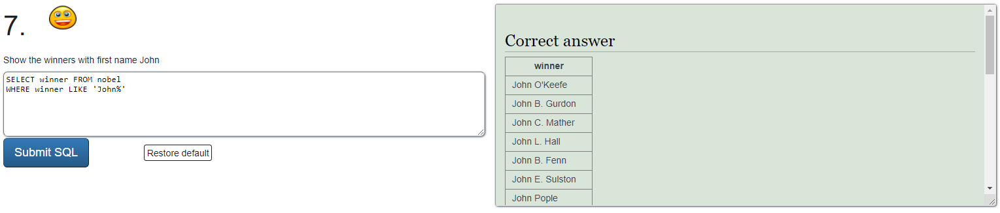 7.
Show the winners with first name John
SELECT winner FROM nobel
WHERE winner LIKE 'John%'
Submit SQL
Restore default
Correct answer
winner
John O'Keefe
John B. Gurdon
John C. Mather
John L. Hall
John B. Fenn
John E. Sulston
John Pople